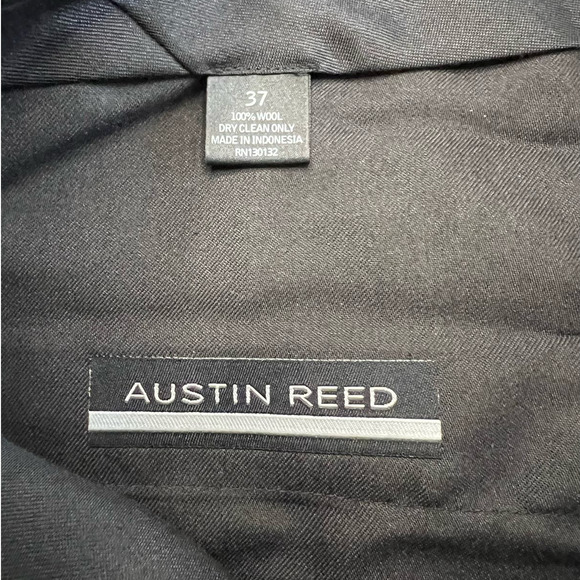 37
100% WOOL
DRY CLEAN ONLY
MADE IN INDONESIA
RN130132
AUSTIN REED